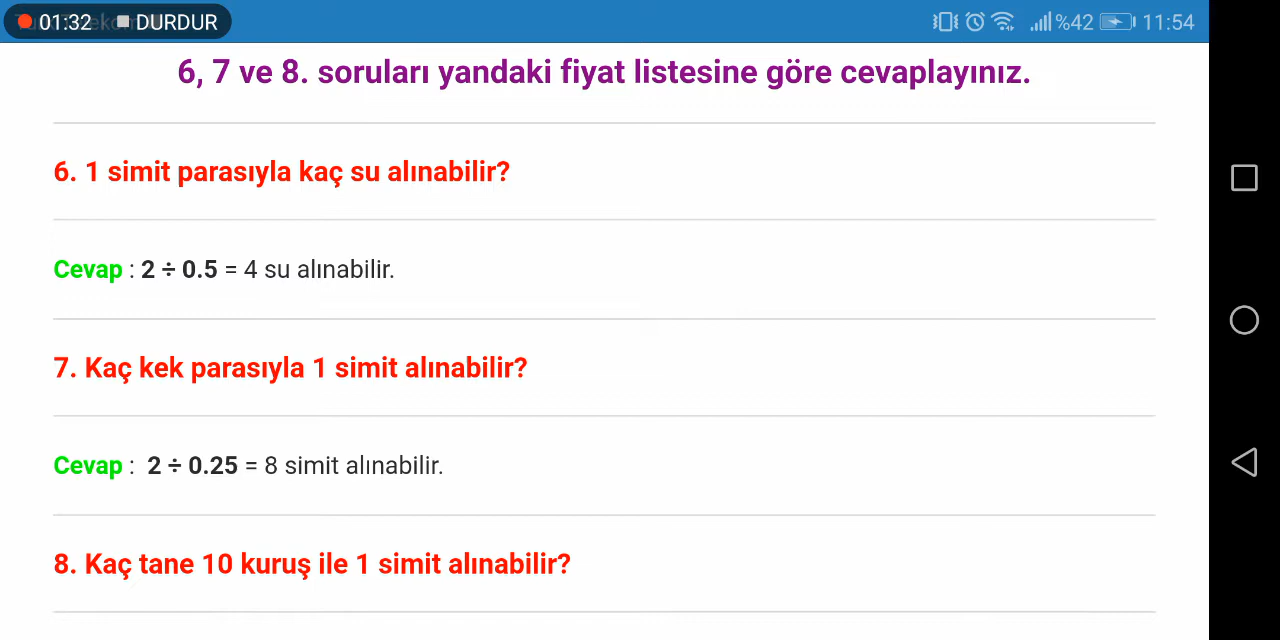 01:32 DURDUR %42 11:54
6, 7 ve 8. soruları yandaki fiyat listesine göre cevaplayınız.
6. 1 simit parasıyla kaç su alınabilir?
Cevap : 2 ÷ 0.5 = 4 su alınabilir.
7. Kaç kek parasıyla 1 simit alınabilir?
Cevap : 2 ÷ 0.25 = 8 simit alınabilir.
8. Kaç tane 10 kuruş ile 1 simit alınabilir?